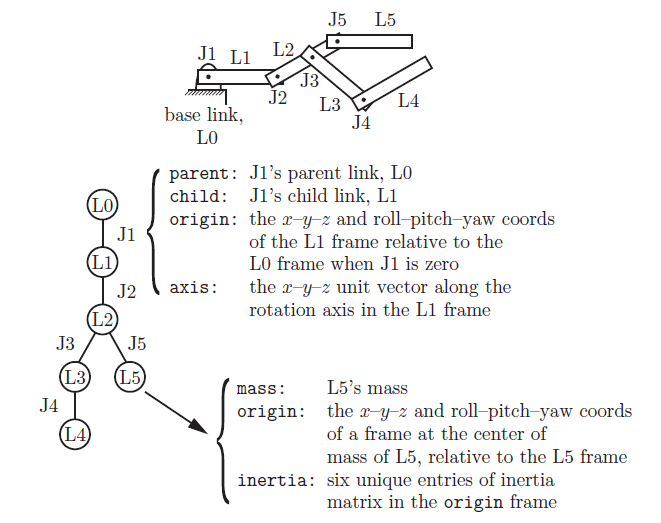 J5 L5
J1 L1 L2
J3
J2 L3 L4
base link, J4
L0
parent: J1's parent link, L0
child: J1's child link, L1
origin: the x–y–z and roll–pitch–yaw coords
of the L1 frame relative to the
L0 frame when J1 is zero
axis: the x–y–z unit vector along the
rotation axis in the L1 frame
L0
J1
L1
J2
L2
J3 J5
L3 L5
J4
L4
mass: L5's mass
origin: the x–y–z and roll–pitch–yaw coords
of a frame at the center of
mass of L5, relative to the L5 frame
inertia: six unique entries of inertia
matrix in the origin frame